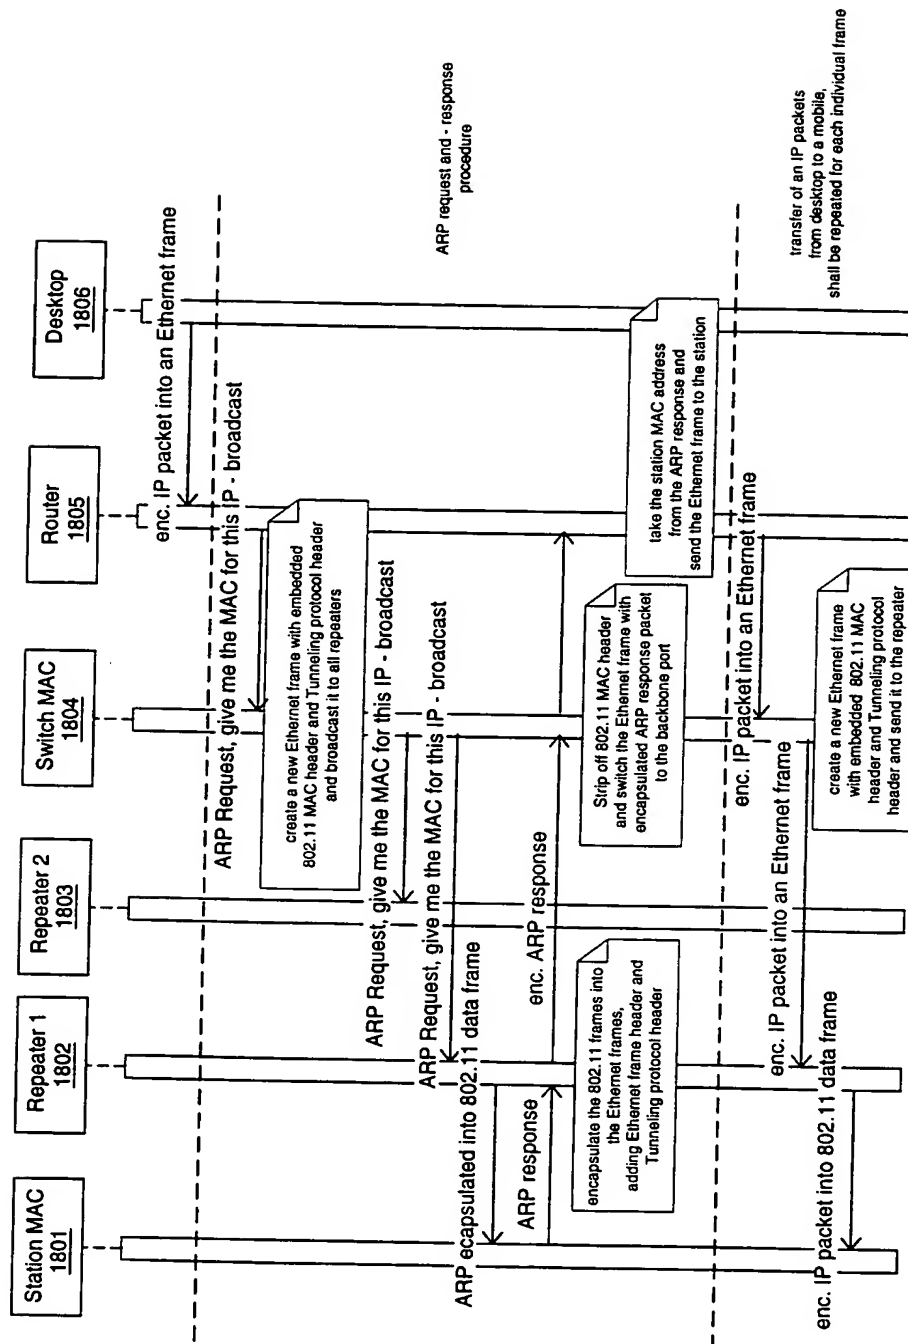 Station MAC
1801
Repeater 1
1802
Repeater 2
1803
Switch MAC
1804
Router
1805
Desktop
1806
enc. IP packet into an Ethernet frame
ARP Request, give me the MAC for this IP - broadcast
create a new Ethernet frame with embedded
802.11 MAC header and Tunneling protocol header
and broadcast it to all repeaters
ARP Request, give me the MAC for this IP - broadcast
ARP Request, give me the MAC for this IP - broadcast
ARP ecapsulated into 802.11 data frame
ARP response
enc. ARP response
encapsulate the 802.11 frames into
the Ethernet frames,
adding Ethernet frame header and
Tunneling protocol header
Strip off 802.11 MAC header
and switch the Ethernet frame with
encapsulated ARP response packet
to the backbone port
take the station MAC address
from the ARP response and
send the Ethernet frame to the station
ARP request and - response
procedure
enc. IP packet into an Ethernet frame
enc. IP packet into an Ethernet frame
create a new Ethernet frame
with embedded 802.11 MAC
header and Tunneling protocol
header and send it to the repeater
enc. IP packet into 802.11 data frame
transfer of an IP packets
from desktop to a mobile,
shall be repeated for each individual frame